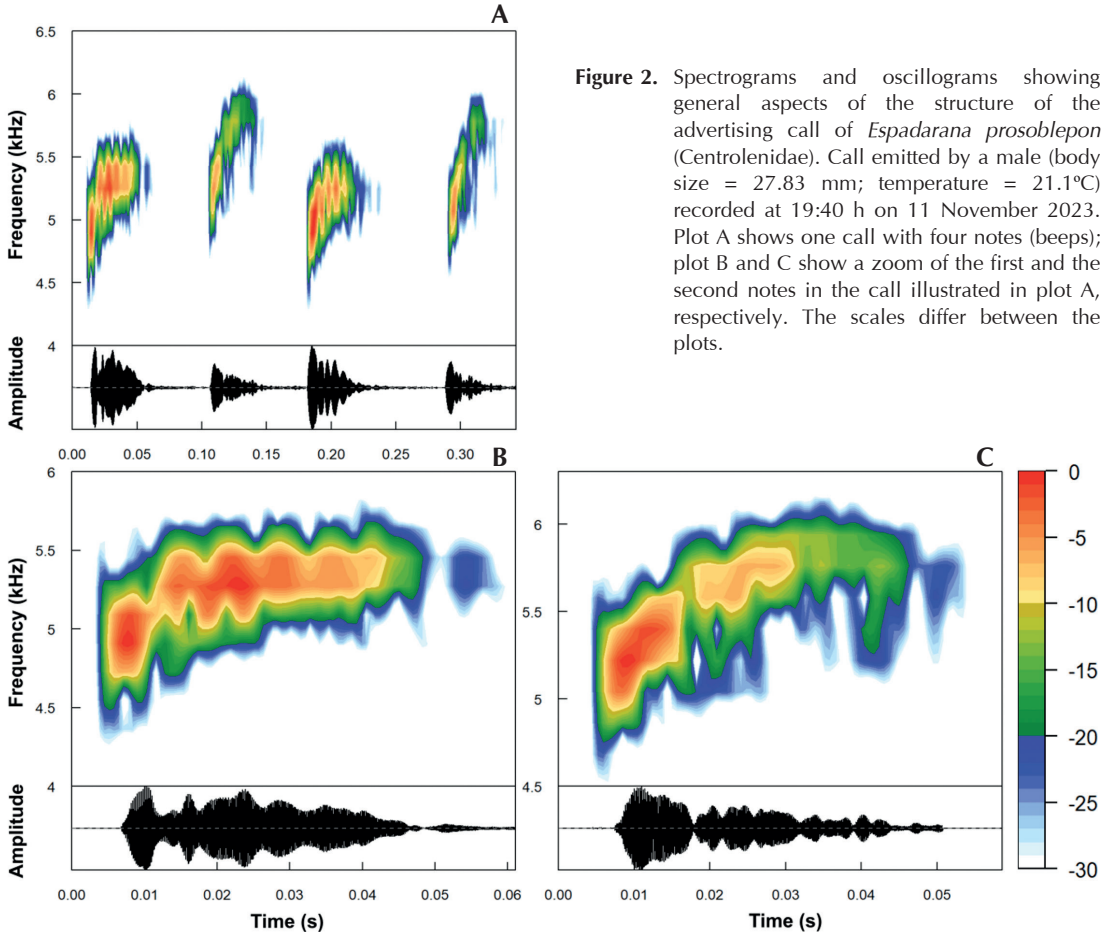 A
6.5
6
5.5
5
4.5
4
Frequency (kHz)
Amplitude
0.00 0.05 0.10 0.15 0.20 0.25 0.30
Figure 2. Spectrograms and oscillograms showing
general aspects of the structure of the
advertising call of Espadarana prosoblepon
(Centrolenidae). Call emitted by a male (body
size = 27.83 mm; temperature = 21.1ºC)
recorded at 19:40 h on 11 November 2023.
Plot A shows one call with four notes (beeps);
plot B and C show a zoom of the first and the
second notes in the call illustrated in plot A,
respectively. The scales differ between the
plots.
B
6
5.5
5
4.5
4
Frequency (kHz)
Amplitude
0.00 0.01 0.02 0.03 0.04 0.05 0.06
Time (s)
C
6
5.5
5
4.5
0.00 0.01 0.02 0.03 0.04 0.05
Time (s)
0
-5
-10
-15
-20
-25
-30